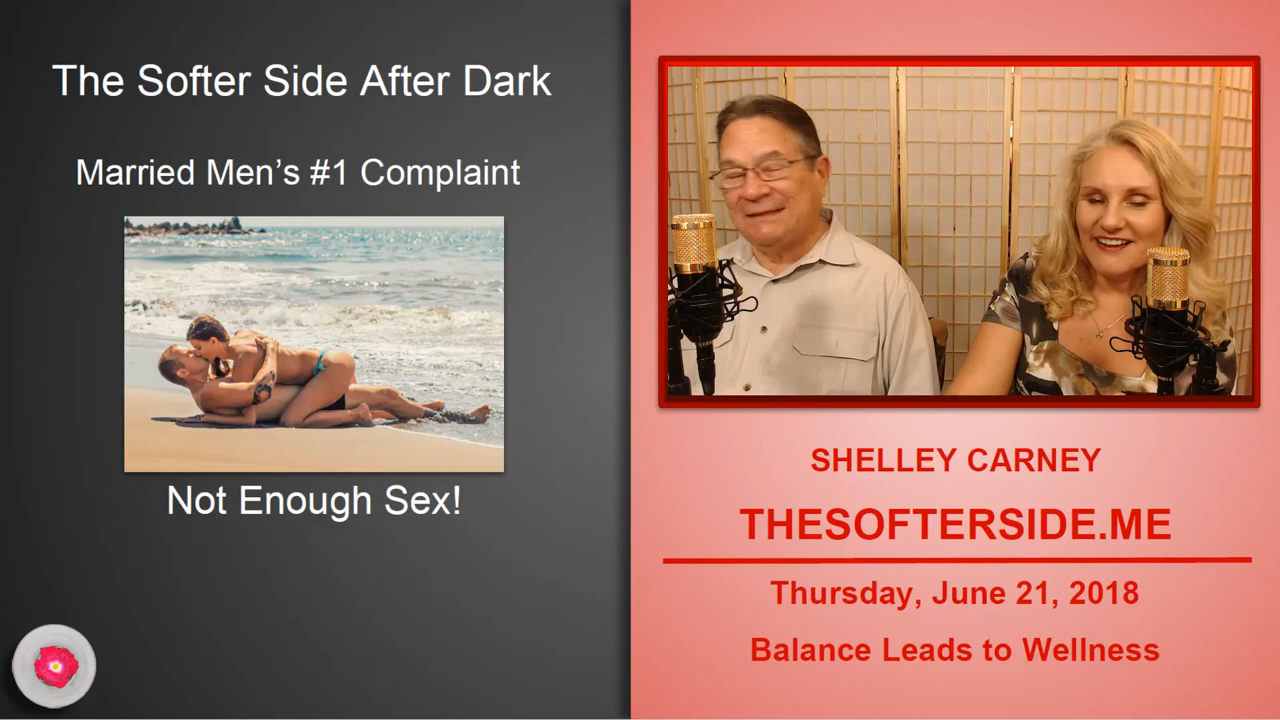 The Softer Side After Dark
Married Men's #1 Complaint
Not Enough Sex!
SHELLEY CARNEY
THESOFTERSIDE.ME
Thursday, June 21, 2018
Balance Leads to Wellness